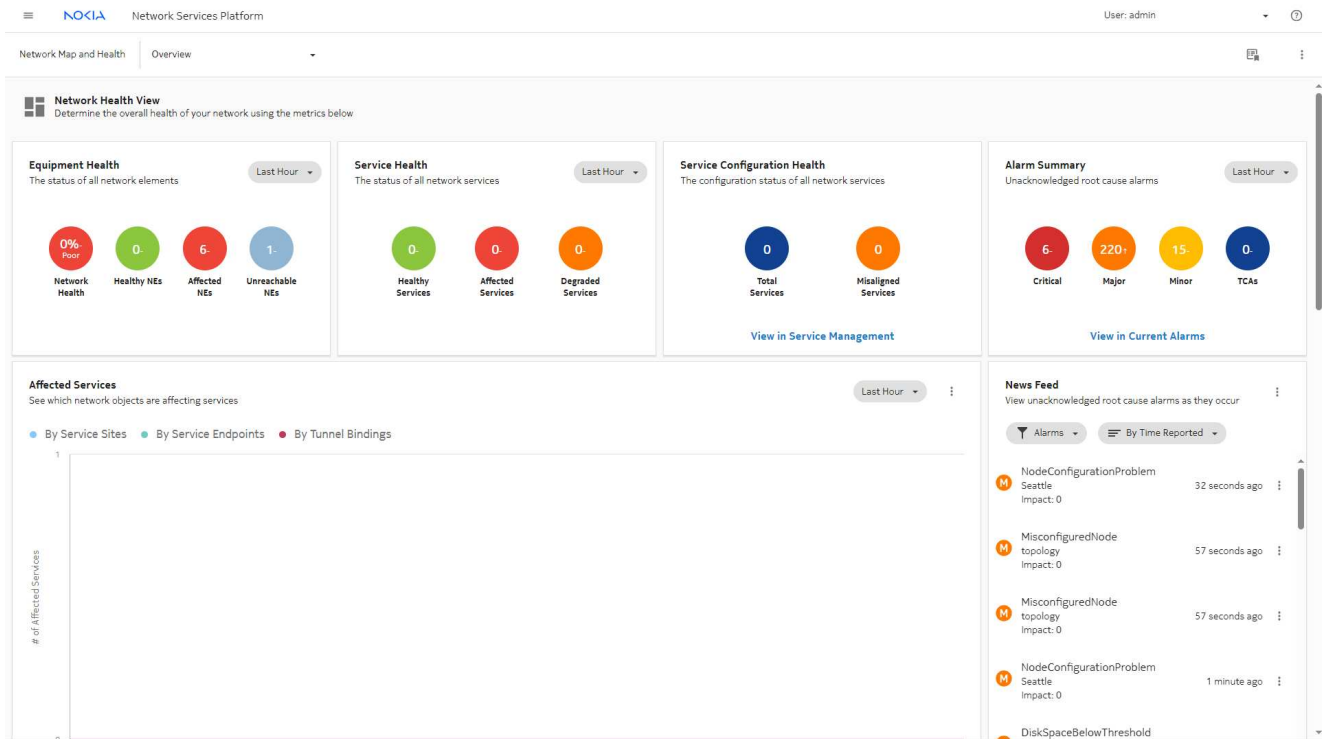 NOKIA Network Services Platform
User: admin
Network Map and Health
Overview
Network Health View
Determine the overall health of your network using the metrics below
Equipment Health
The status of all network elements
Last Hour
0%-
Poor
Network
Health
0-
Healthy NEs
6-
Affected
NEs
1-
Unreachable
NEs
Service Health
The status of all network services
Last Hour
0-
Healthy
Services
0-
Affected
Services
0-
Degraded
Services
Service Configuration Health
The configuration status of all network services
0
Total
Services
0
Misaligned
Services
View in Service Management
Alarm Summary
Unacknowledged root cause alarms
Last Hour
6-
Critical
220↑
Major
15-
Minor
0-
TCAs
View in Current Alarms
Affected Services
See which network objects are affecting services
Last Hour
By Service Sites
By Service Endpoints
By Tunnel Bindings
1
# of Affected Services
News Feed
View unacknowledged root cause alarms as they occur
Alarms
By Time Reported
M
NodeConfigurationProblem
Seattle
Impact: 0
32 seconds ago
M
MisconfiguredNode
topology
Impact: 0
57 seconds ago
M
MisconfiguredNode
topology
Impact: 0
57 seconds ago
M
NodeConfigurationProblem
Seattle
Impact: 0
1 minute ago
DiskSpaceBelowThreshold